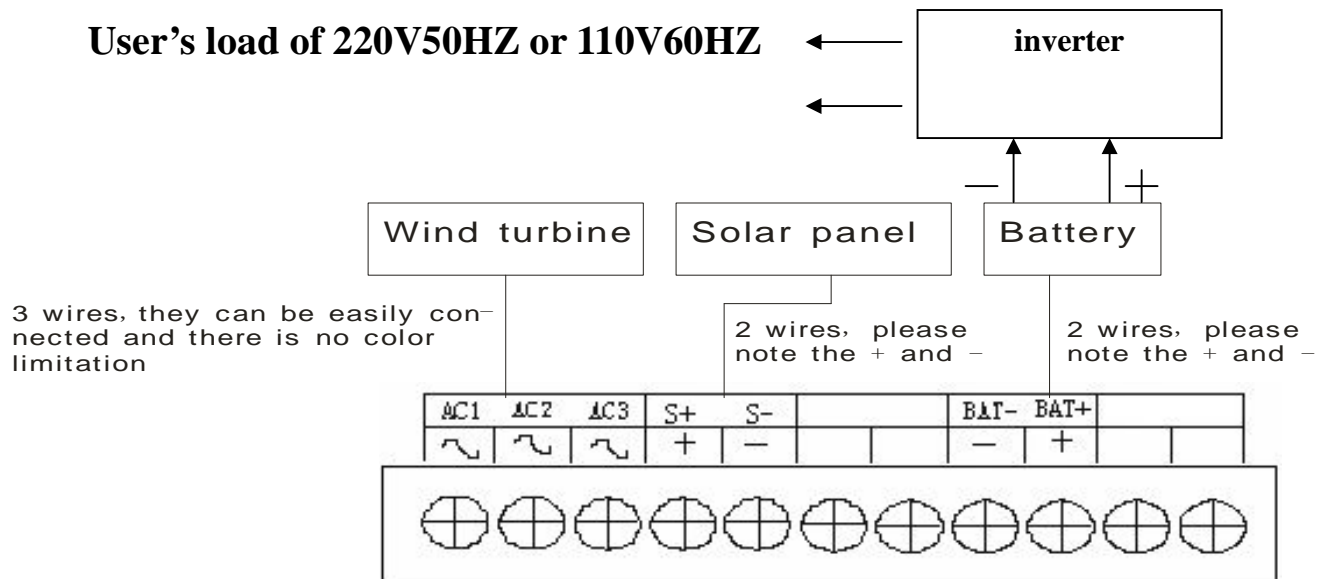 User's load of 220V50HZ or 110V60HZ
inverter
— +
Wind turbine
Solar panel
Battery
3 wires, they can be easily con-
nected and there is no color
limitation
2 wires, please
note the + and -
2 wires, please
note the + and -
AC1 AC2 AC3 S+ S- BAT- BAT+
+ — — +